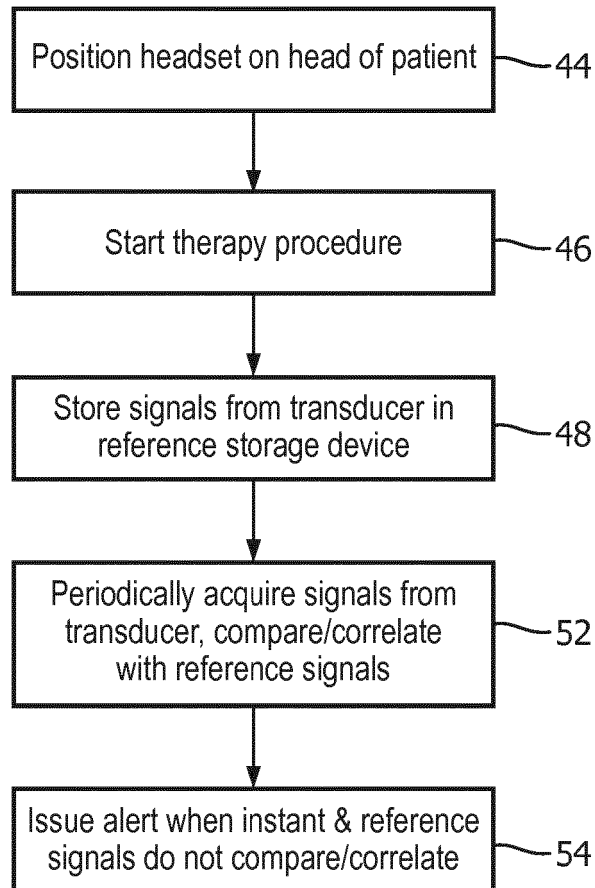 Position headset on head of patient
44
Start therapy procedure
46
Store signals from transducer in
reference storage device
48
Periodically acquire signals from
transducer, compare/correlate
with reference signals
52
Issue alert when instant & reference
signals do not compare/correlate
54